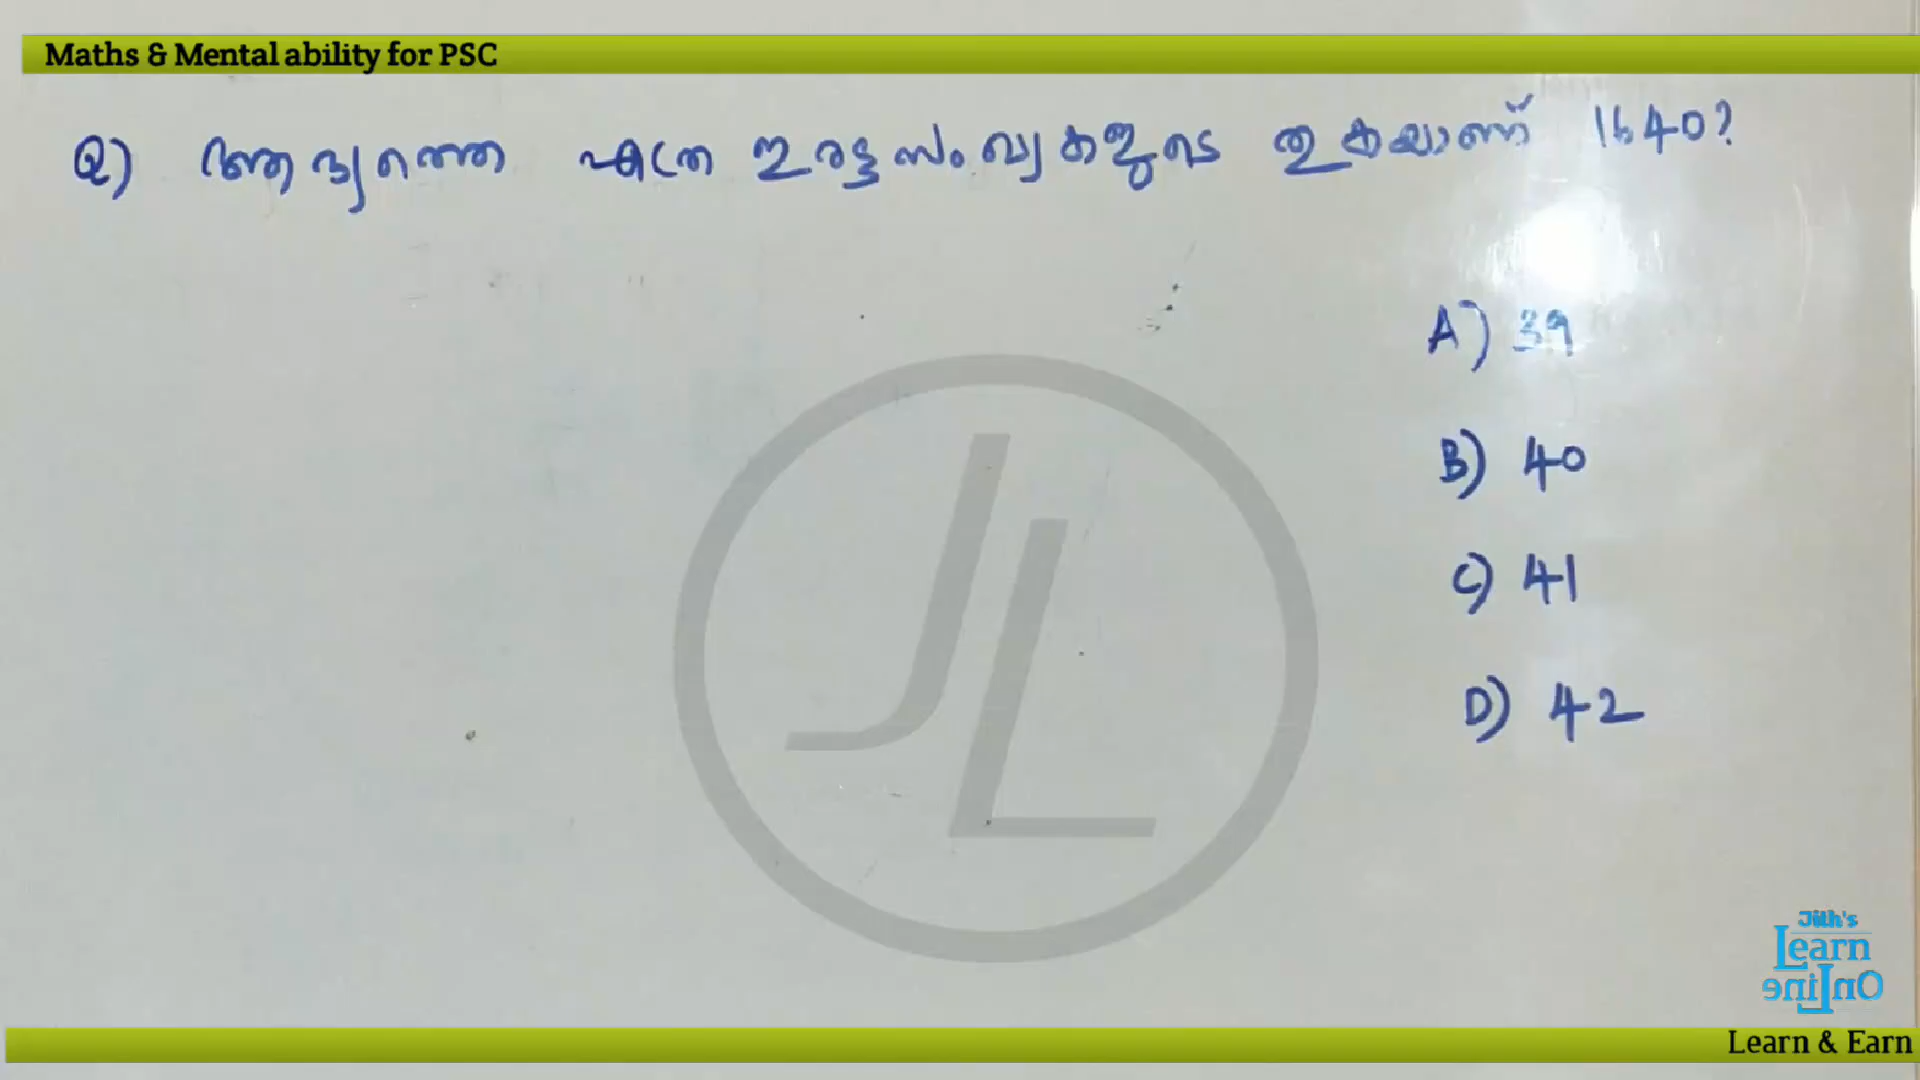 Maths & Mental ability for PSC
Q) ആദ്യത്തെ എത്ര ഇരട്ടസംഖ്യകളുടെ തുകയാണ് 1640?
A) 39
B) 40
C) 41
D) 42
JL
Jith's
Learn
OnLine
Learn & Earn